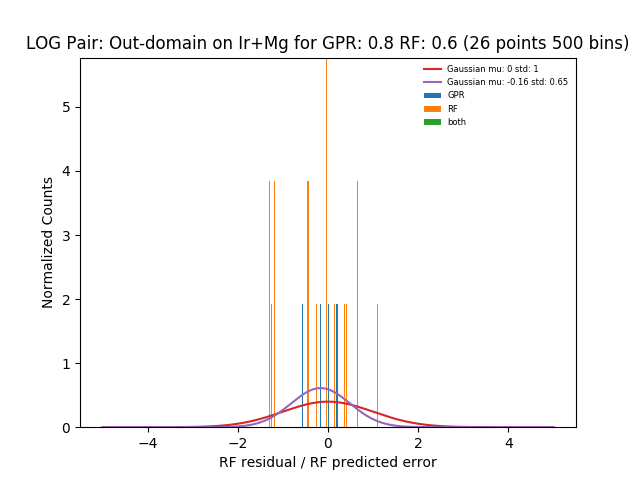 LOG Pair: Out-domain on Ir+Mg for GPR: 0.8 RF: 0.6 (26 points 500 bins)
Gaussian mu: 0 std: 1
Gaussian mu: -0.16 std: 0.65
GPR
RF
both
Normalized Counts
5
4
3
2
1
0
−4
−2
0
2
4
RF residual / RF predicted error